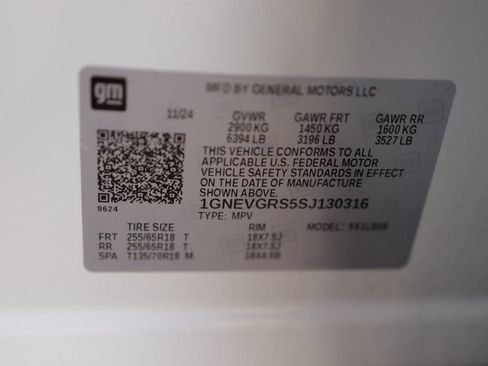 gm
MFD BY GENERAL MOTORS LLC
11/24 GVWR GAWR FRT GAWR RR
2900 KG 1450 KG 1600 KG
6394 LB 3196 LB 3527 LB
THIS VEHICLE CONFORMS TO ALL
APPLICABLE U.S. FEDERAL MOTOR
VEHICLE SAFETY STANDARDS IN EFFECT
ON THE DATE OF MANUFACTURE
SHOWN ABOVE.
8624
1GNEVGRS5SJ130316
TYPE: MPV
TIRE SIZE RIM MODEL:
FRT 255/65R18 T 18X7.5J
RR 255/65R18 T 18X7.5J
SPA T135/70R18 M 18X4.5B